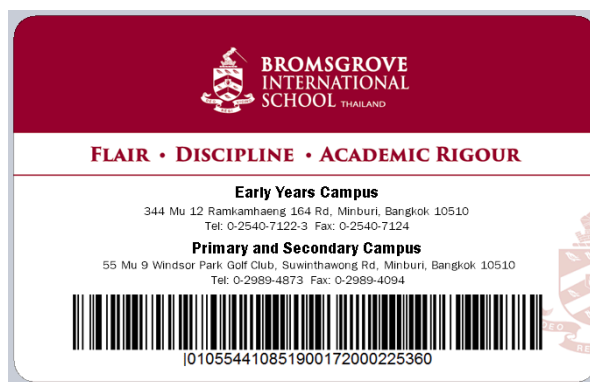 BROMSGROVE
INTERNATIONAL
SCHOOL THAILAND
FLAIR • DISCIPLINE • ACADEMIC RIGOUR
Early Years Campus
344 Mu 12 Ramkamhaeng 164 Rd, Minburi, Bangkok 10510
Tel: 0-2540-7122-3 Fax: 0-2540-7124
Primary and Secondary Campus
55 Mu 9 Windsor Park Golf Club, Suwinthawong Rd, Minburi, Bangkok 10510
Tel: 0-2989-4873 Fax: 0-2989-4094
|010554410851900172000225360